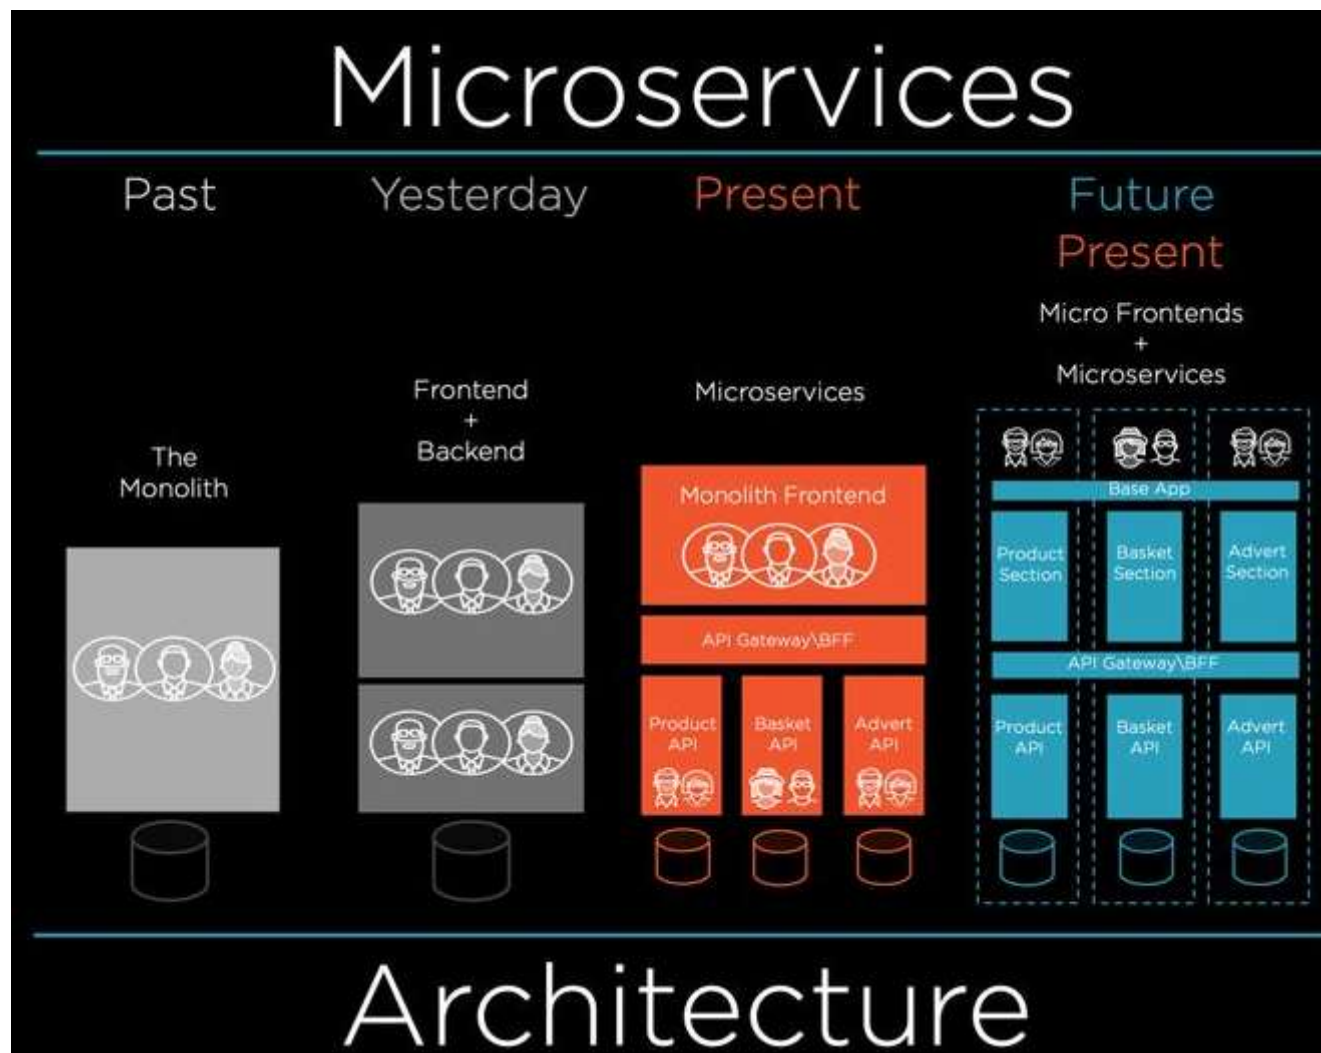 Microservices
Past
Yesterday
Present
Future
Present
The
Monolith
Frontend
+
Backend
Microservices
Micro Frontends
+
Microservices
Monolith Frontend
API Gateway\BFF
Product
API
Basket
API
Advert
API
Base App
Product
Section
Basket
Section
Advert
Section
API Gateway\BFF
Product
API
Basket
API
Advert
API
Architecture